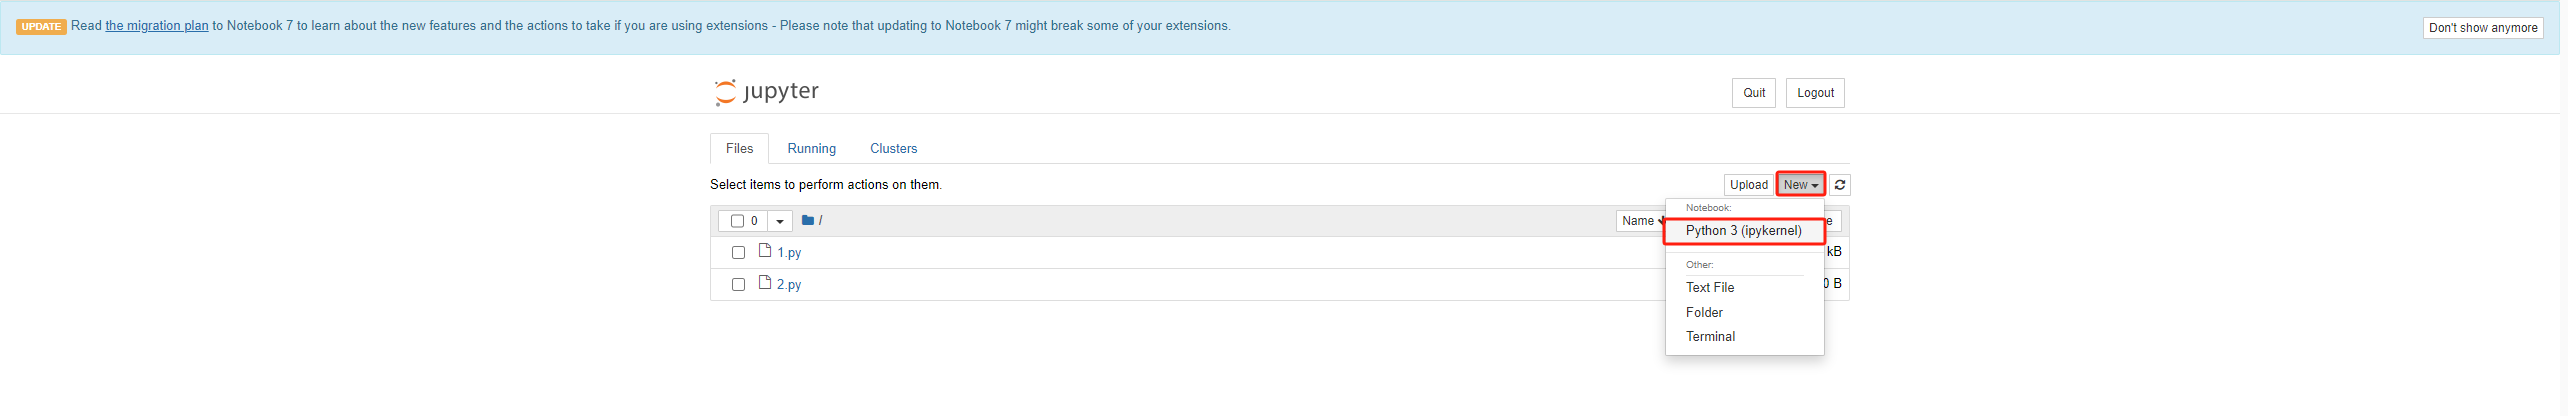 UPDATE Read the migration plan to Notebook 7 to learn about the new features and the actions to take if you are using extensions - Please note that updating to Notebook 7 might break some of your extensions.
Don't show anymore
jupyter
Quit Logout
Files Running Clusters
Select items to perform actions on them.
Upload New
0 / Name e
Notebook:
Python 3 (ipykernel)
1.py kB
Other:
2.py 0 B
Text File
Folder
Terminal